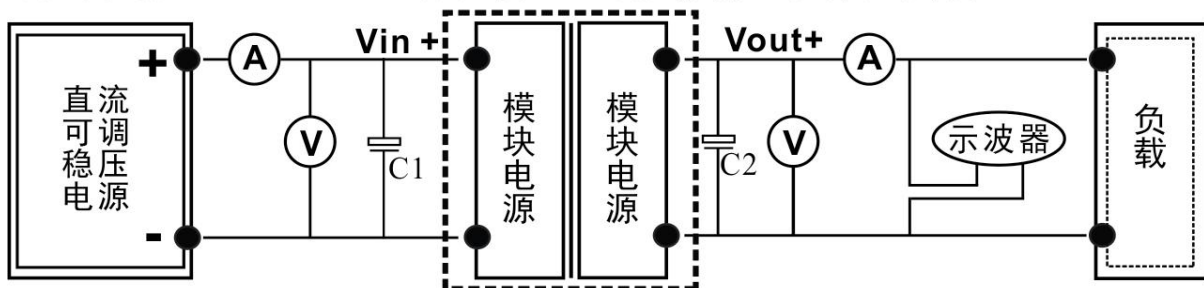 +
-
直流
可调
稳压
电源
A
V
C1
Vin +
模块电源
模块电源
Vout+
C2
V
A
示波器
负载